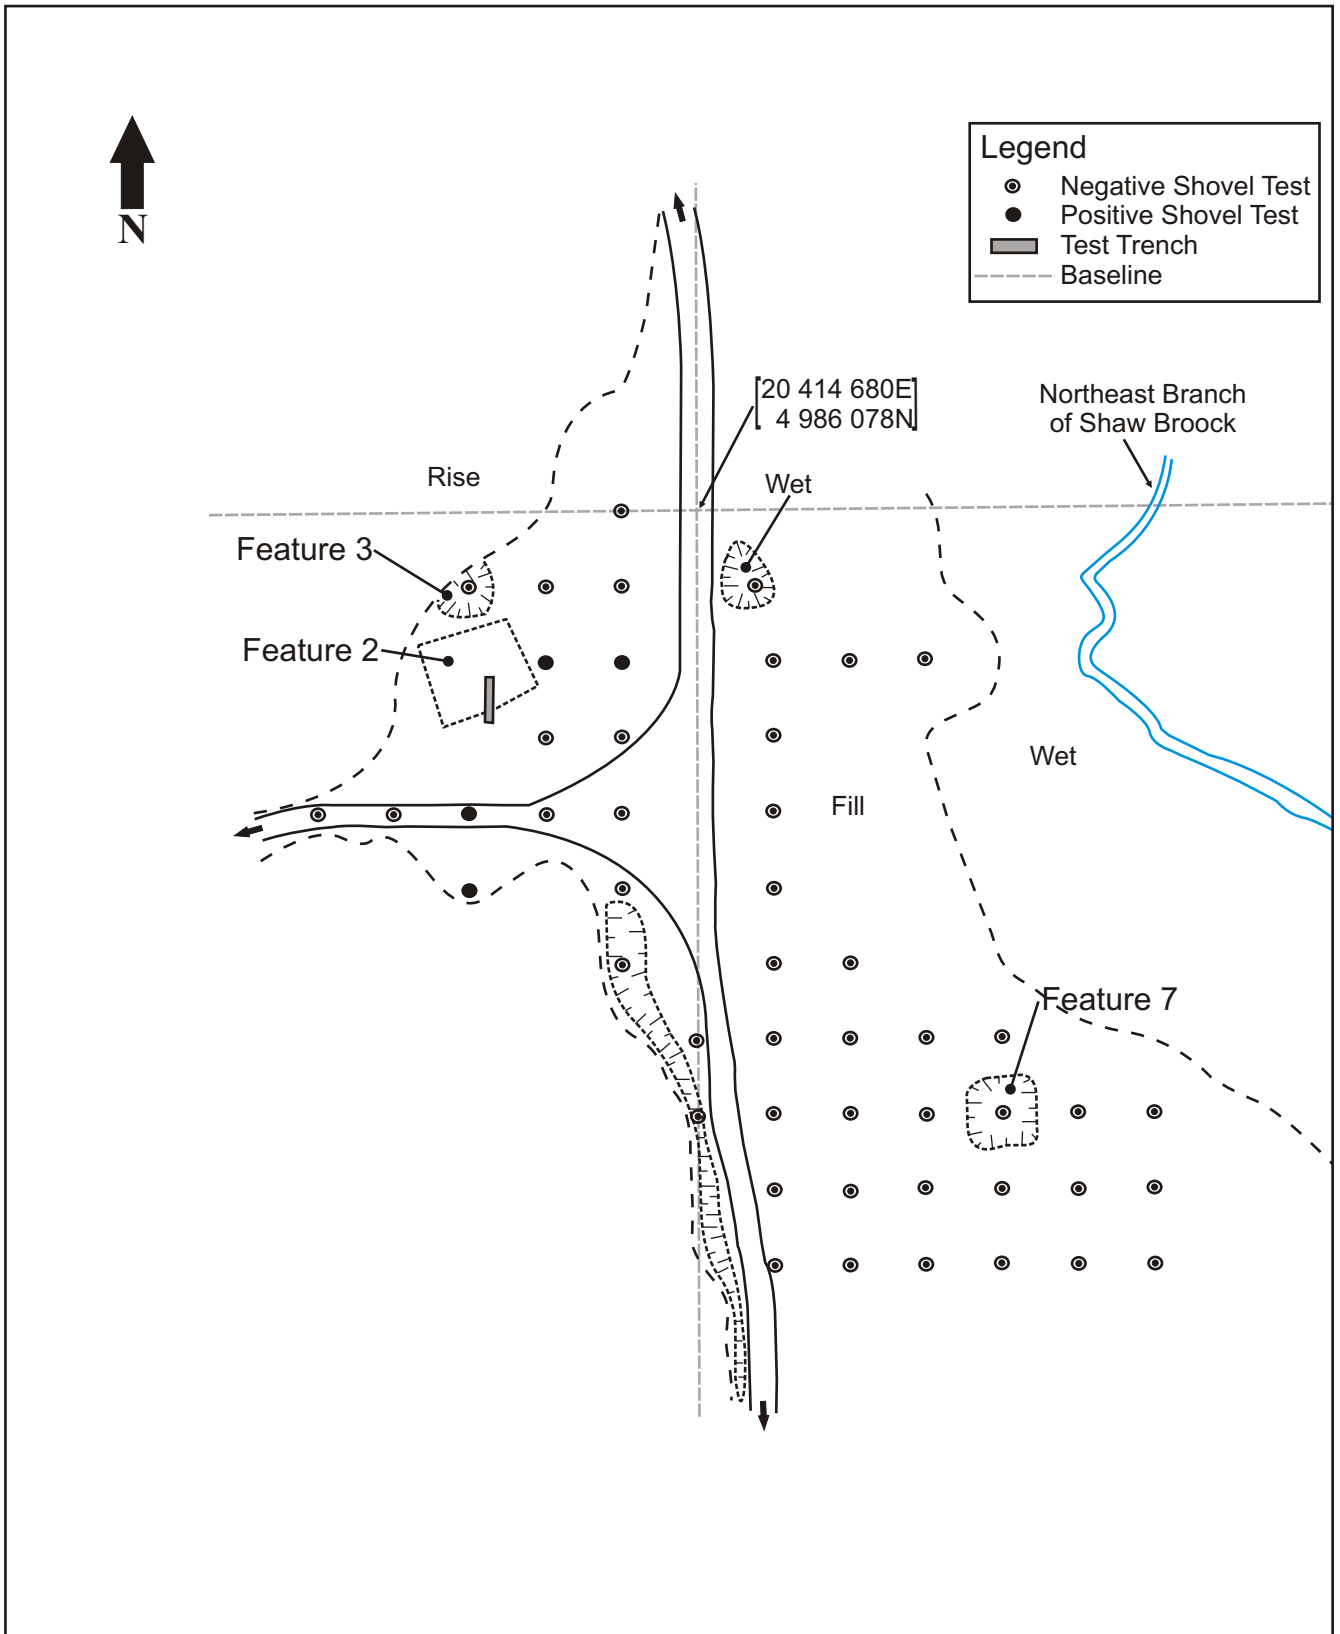 N
Legend
Negative Shovel Test
Positive Shovel Test
Test Trench
Baseline
20 414 680E
4 986 078N
Northeast Branch
of Shaw Broock
Rise
Wet
Feature 3
Feature 2
Wet
Fill
Feature 7